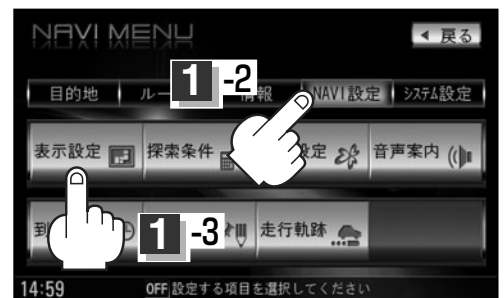 NAVI MENU
戻る
1-2
目的地 ル 情報 NAVI設定 システム設定
表示設定 探索条件 設定 音声案内
1-3
到 走行軌跡
14:59 OFF 設定する項目を選択してください